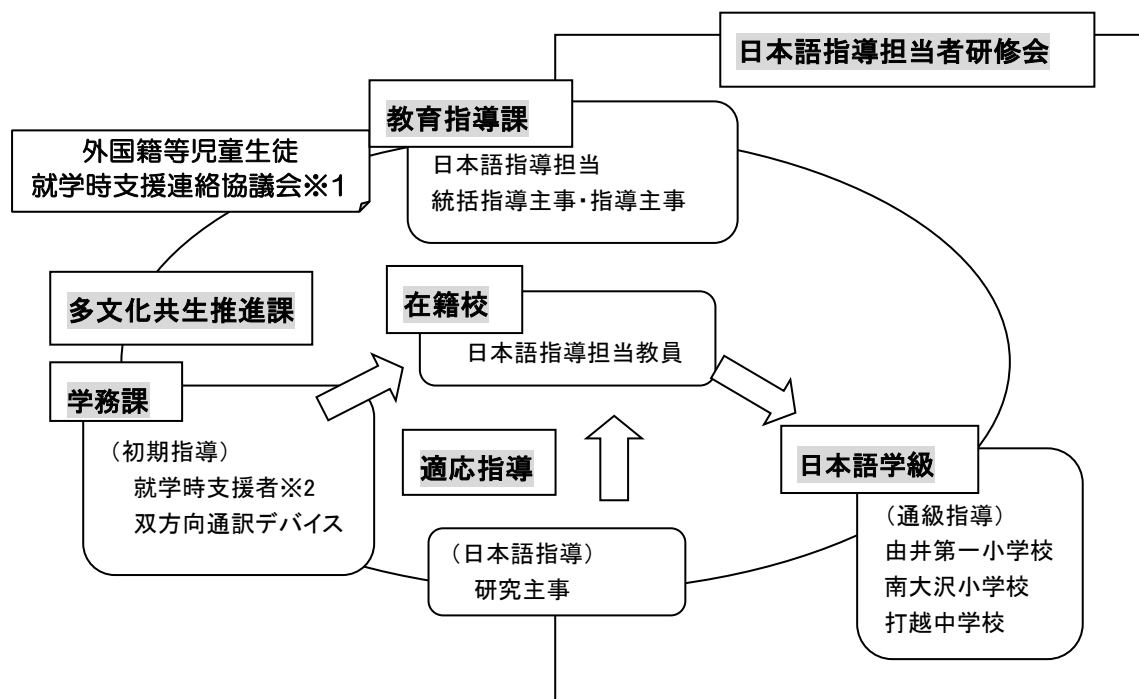 日本語指導担当者研修会
教育指導課
日本語指導担当
統括指導主事・指導主事
外国籍等児童生徒
就学時支援連絡協議会※1
多文化共生推進課
在籍校
日本語指導担当教員
学務課
（初期指導）
就学時支援者※2
双方向通訳デバイス
適応指導
日本語学級
（通級指導）
由井第一小学校
南大沢小学校
打越中学校
（日本語指導）
研究主事